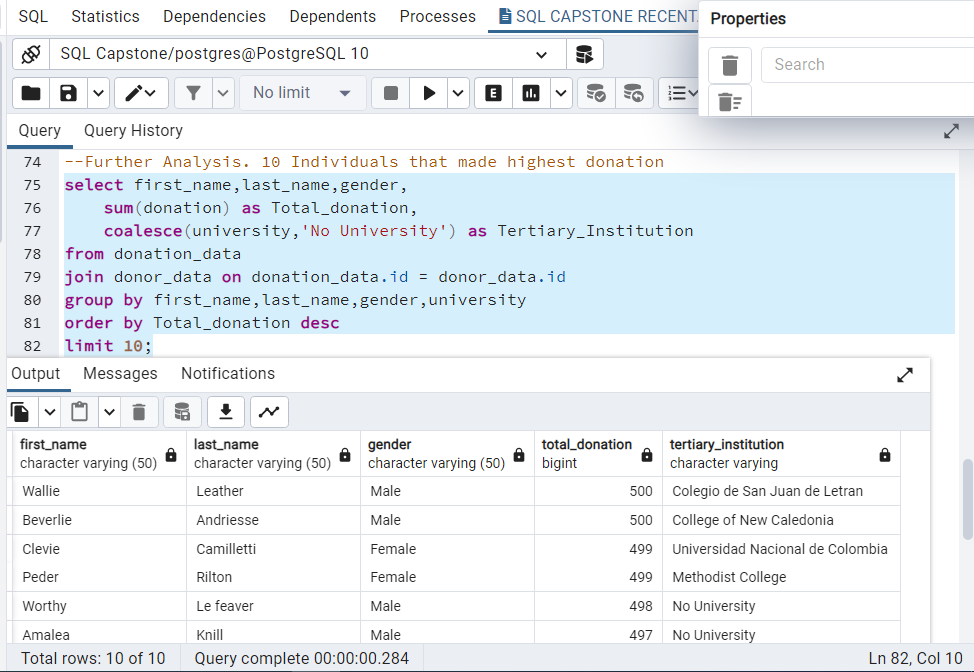 SQL Statistics Dependencies Dependents Processes SQL CAPSTONE RECENT.
Properties
SQL Capstone/postgres@PostgreSQL 10
Search
No limit
E
Query Query History
74 --Further Analysis. 10 Individuals that made highest donation
75 select first_name,last_name,gender,
76 sum(donation) as Total_donation,
77 coalesce(university,'No University') as Tertiary_Institution
78 from donation_data
79 join donor_data on donation_data.id = donor_data.id
80 group by first_name,last_name,gender,university
81 order by Total_donation desc
82 limit 10;
Output Messages Notifications
first_name last_name gender total_donation tertiary_institution
character varying (50) character varying (50) character varying (50) bigint character varying
Wallie Leather Male 500 Colegio de San Juan de Letran
Beverlie Andriesse Male 500 College of New Caledonia
Clevie Camilletti Female 499 Universidad Nacional de Colombia
Peder Rilton Female 499 Methodist College
Worthy Le feaver Male 498 No University
Amalea Knill Male 497 No University
Total rows: 10 of 10 Query complete 00:00:00.284 Ln 82, Col 10